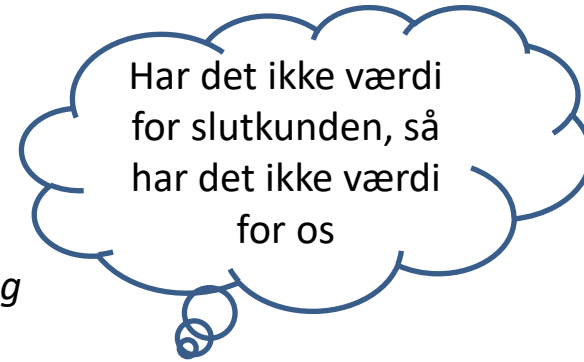 Har det ikke værdi
for slutkunden, så
har det ikke værdi
for os
g